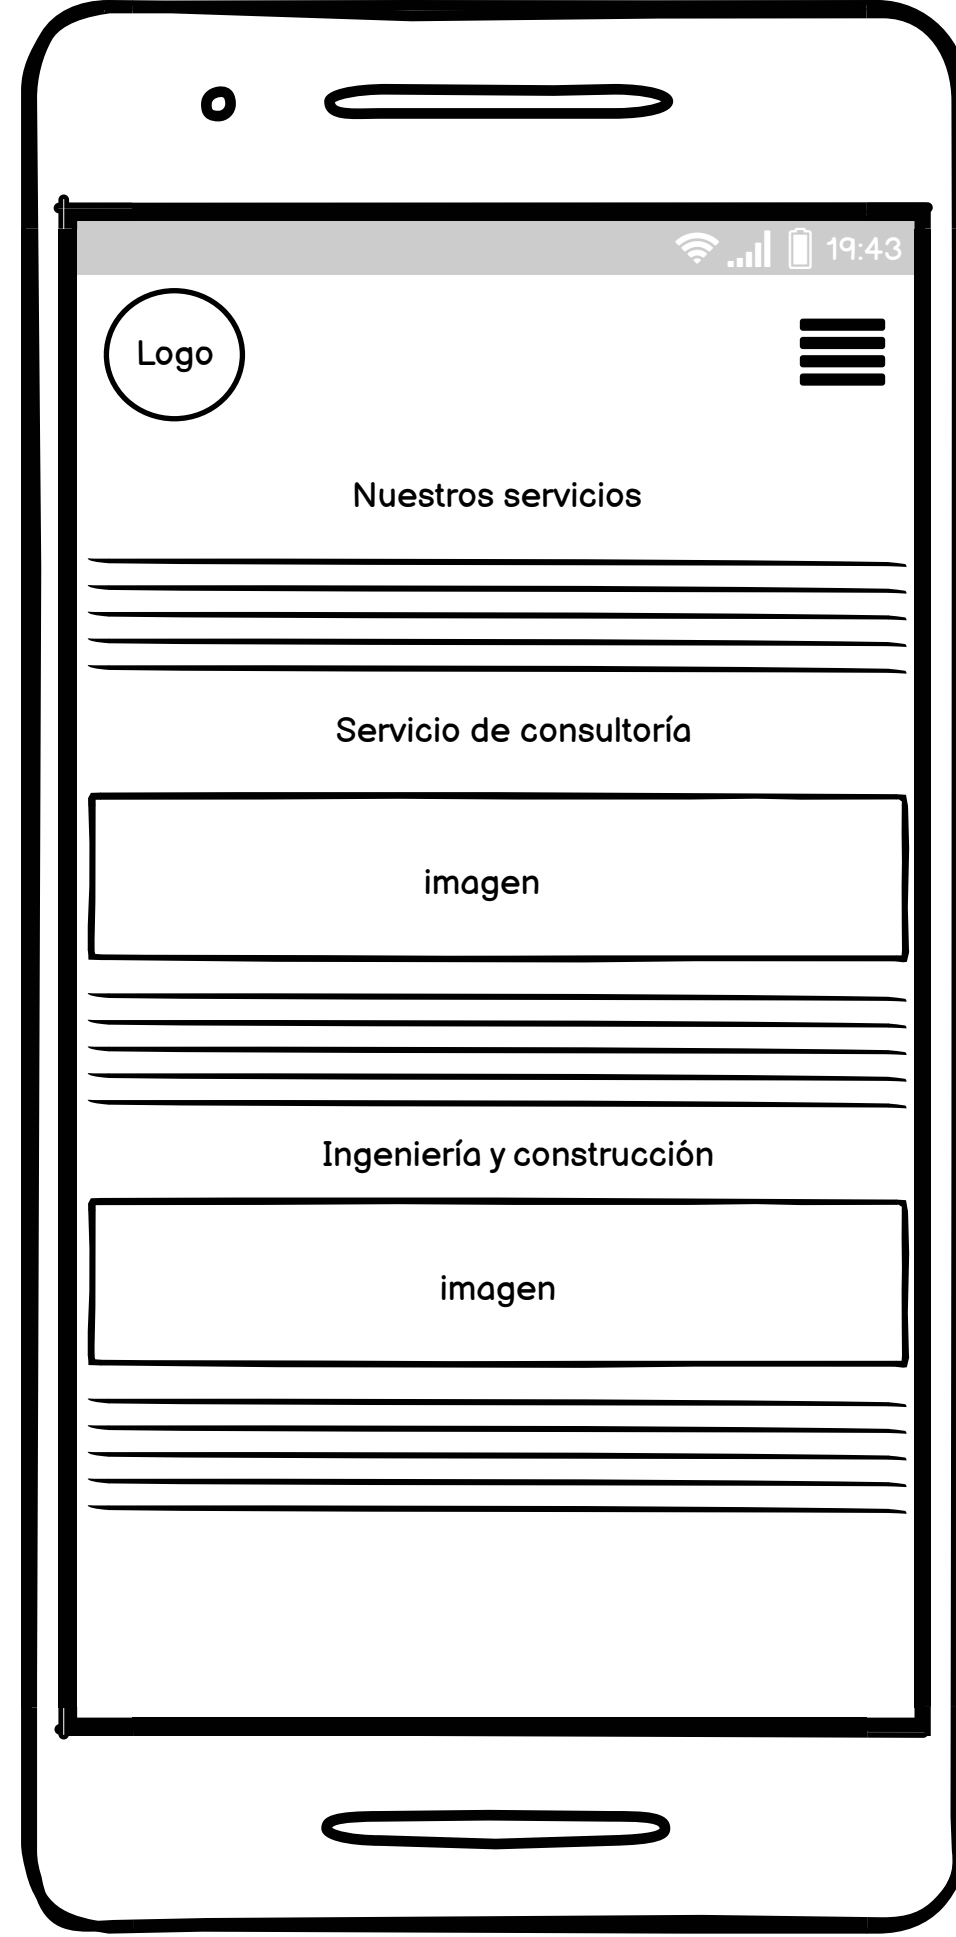 19:43
Logo
Nuestros servicios
Servicio de consultoría
imagen
Ingeniería y construcción
imagen